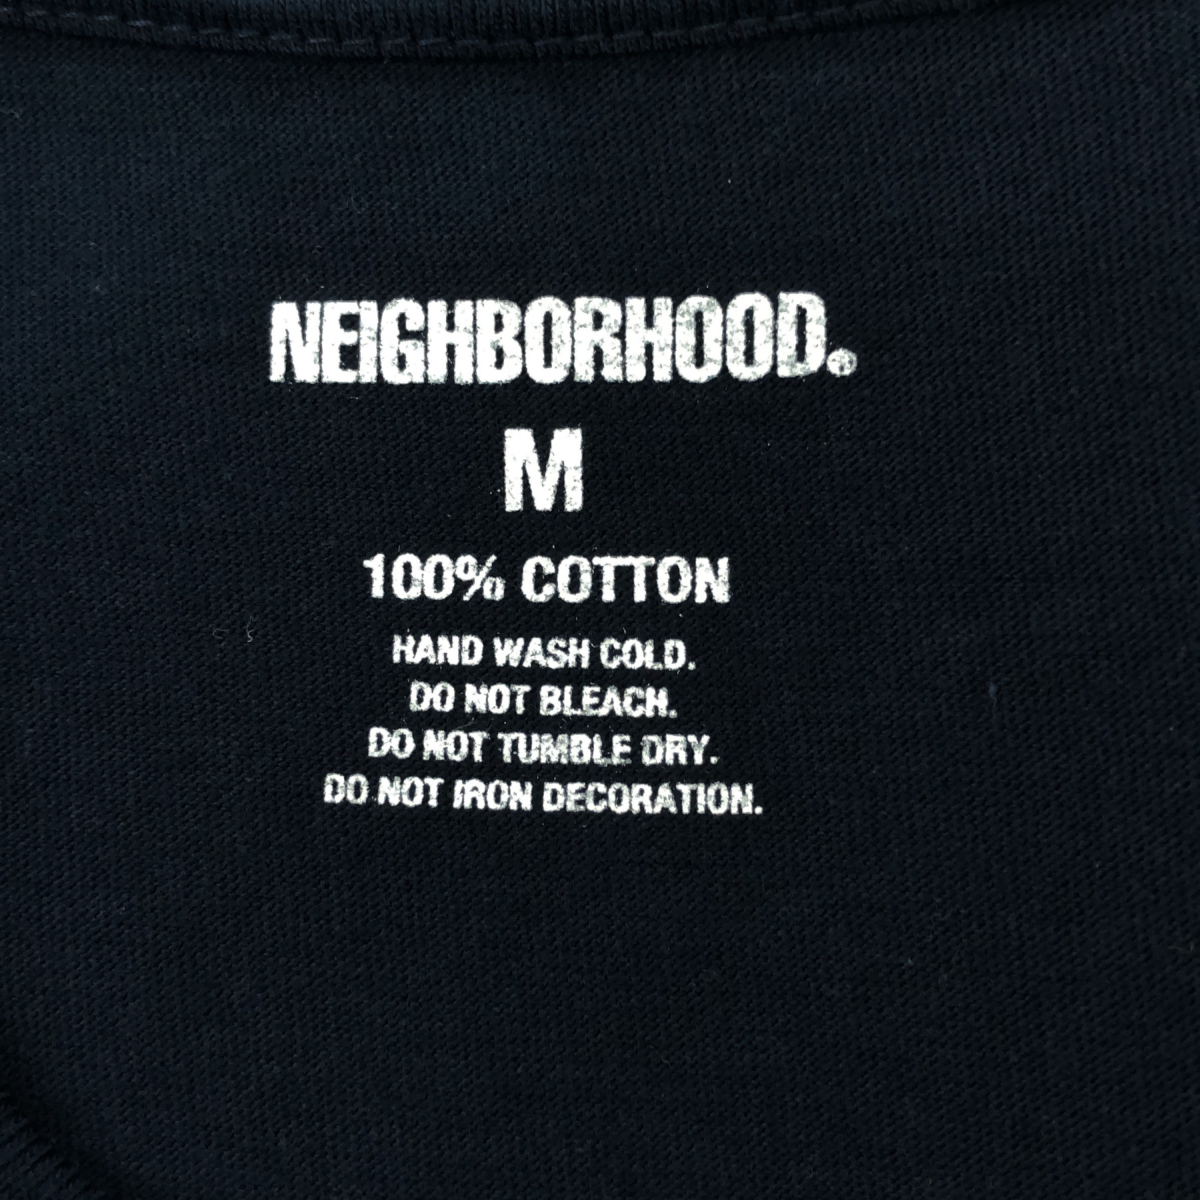 NEIGHBORHOOD®
M
100% COTTON
HAND WASH COLD.
DO NOT BLEACH.
DO NOT TUMBLE DRY.
DO NOT IRON DECORATION.